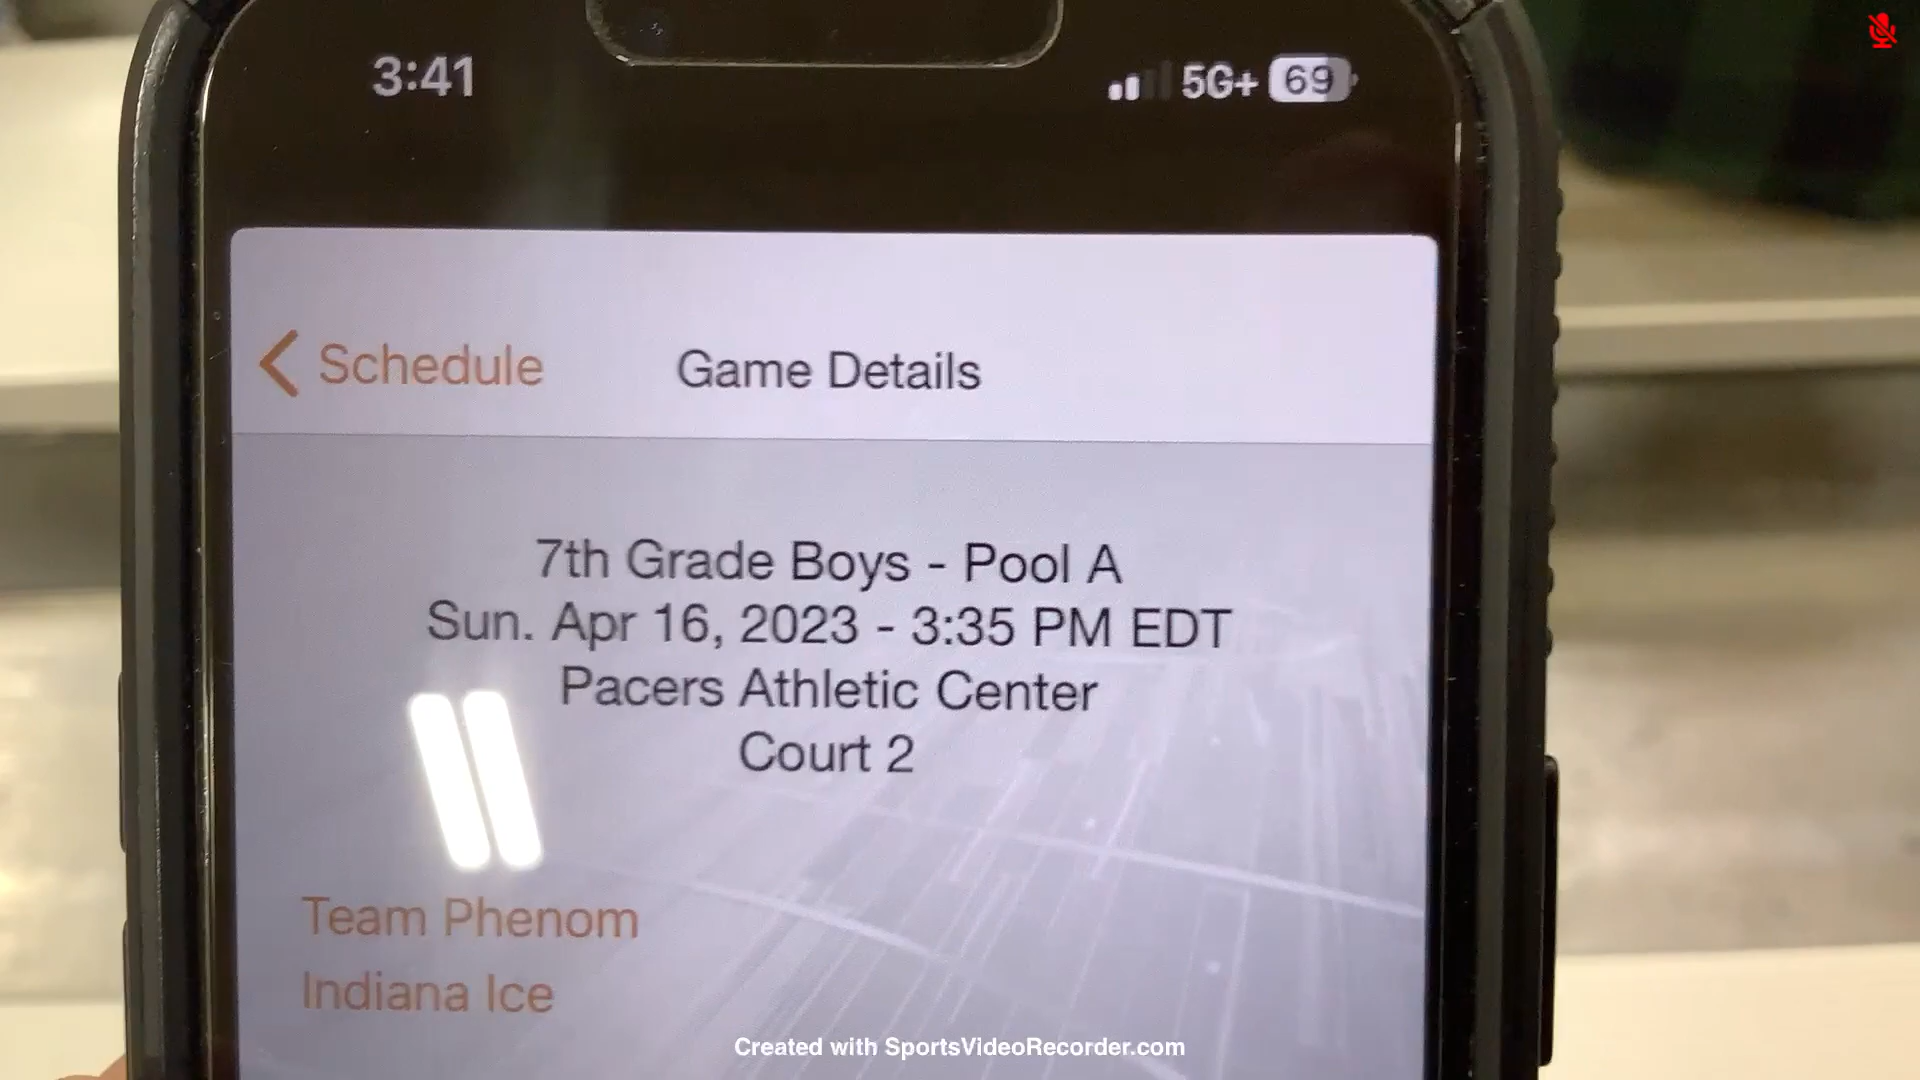 3:41
5G+ 69
Schedule
Game Details
7th Grade Boys - Pool A
Sun. Apr 16, 2023 - 3:35 PM EDT
Pacers Athletic Center
Court 2
Team Phenom
Indiana Ice
Created with SportsVideoRecorder.com